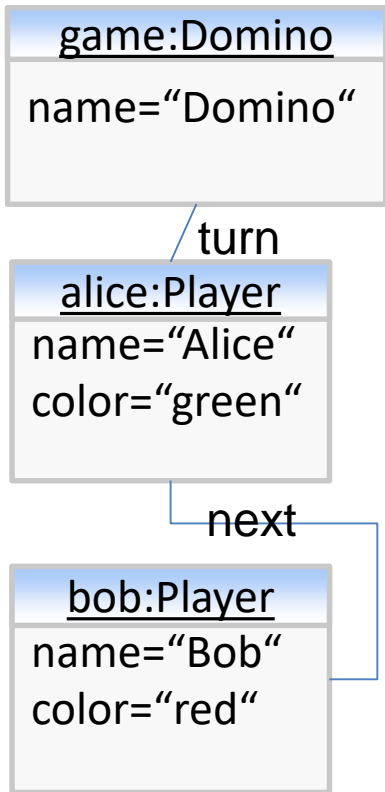 game:Domino
name=“Domino“
turn
alice:Player
name=“Alice“
color=“green“
next
bob:Player
name=“Bob“
color=“red“